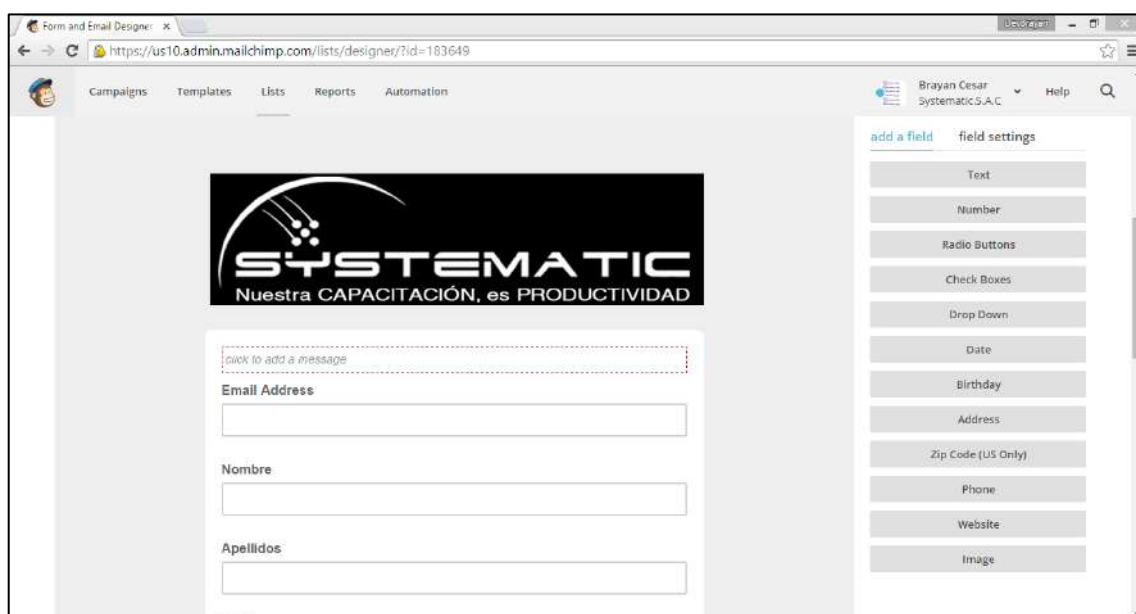 Form and Email Designer
Devbrayan
https://us10.admin.mailchimp.com/lists/designer/?id=183649
Campaigns Templates Lists Reports Automation
Brayan Cesar
Systematic S.A.C
Help
add a field field settings
SYSTEMATIC
Nuestra CAPACITACIÓN, es PRODUCTIVIDAD
click to add a message
Email Address
Nombre
Apellidos
Text
Number
Radio Buttons
Check Boxes
Drop Down
Date
Birthday
Address
Zip Code (US Only)
Phone
Website
Image